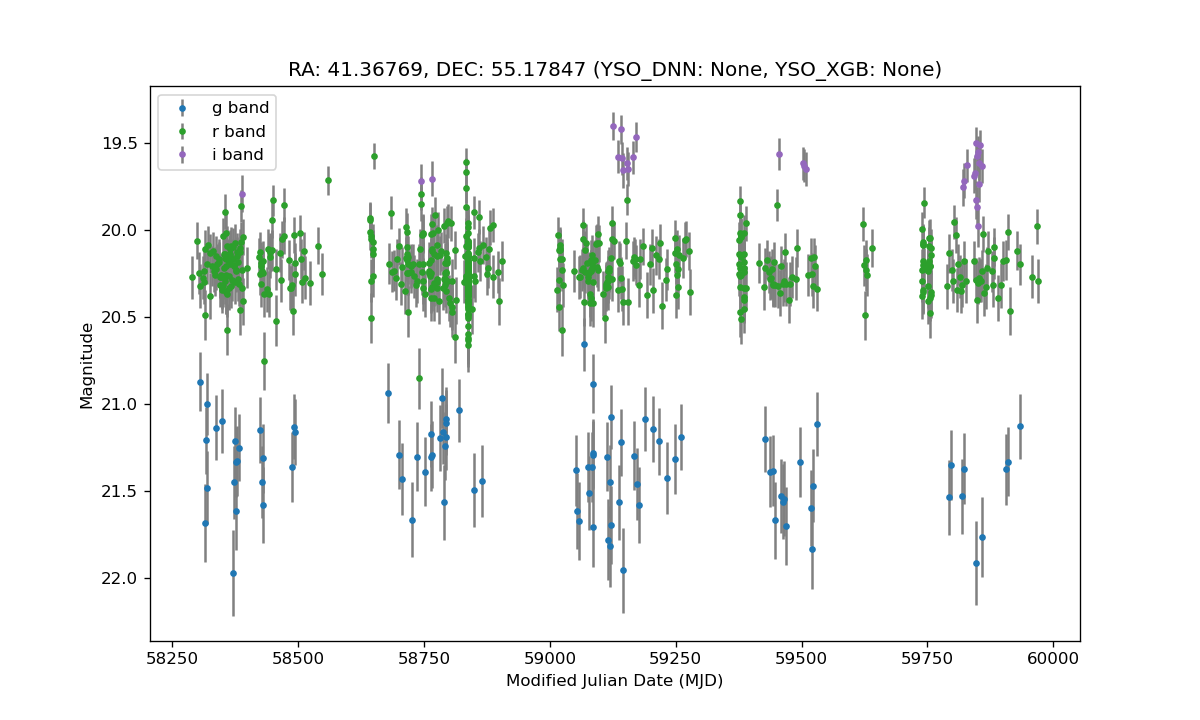 RA: 41.36769, DEC: 55.17847 (YSO_DNN: None, YSO_XGB: None)
g band
r band
i band
19.5
20.0
20.5
21.0
21.5
22.0
Magnitude
58250 58500 58750 59000 59250 59500 59750 60000
Modified Julian Date (MJD)